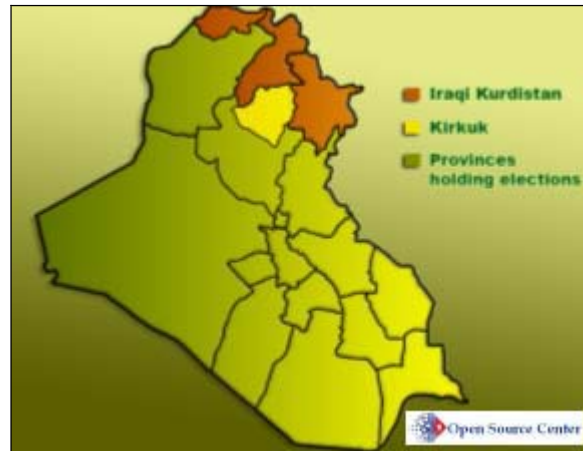 Iraqi Kurdistan
Kirkuk
Provinces
holding elections
Open Source Center